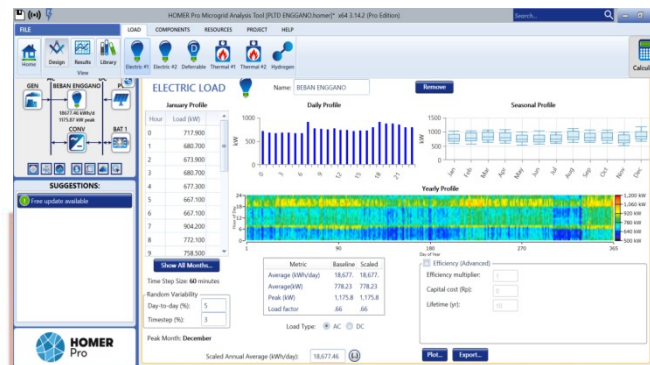 HOMER Pro Microgrid Analysis Tool [PLTD ENGGANO.homer]* x64 3.14.2 (Pro Edition)
Search...
FILE
LOAD COMPONENTS RESOURCES PROJECT HELP
Home Design Results Library
View
Electric #1 Electric #2 Deferrable Thermal #1 Thermal #2 Hydrogen
Calcul
AC DC
GEN BEBAN ENGGANO
18677.46 kWh/d
1175.87 kW peak
CONV BAT 1
SUGGESTIONS:
Free update available
HOMER
Pro
ELECTRIC LOAD
Name: BEBAN ENGGANO
Remove
January Profile
Hour Load (kW)
0 717.900
1 680.700
2 673.900
3 680.700
4 677.300
5 667.100
6 667.100
7 904.200
8 772.100
9 758.500
Show All Months...
Time Step Size: 60 minutes
Random Variability
Day-to-day (%): 5
Timestep (%): 3
Peak Month: December
Daily Profile
kW
1500
1000
500
0
0 3 6 9 12 15 18 21
Seasonal Profile
kW
1500
1000
500
0
Jan Feb Mar Apr May Jun Jul Aug Sep Oct Nov Dec
Yearly Profile
Hour of Day
24
18
12
6
0
1 90 180 270 365
Day of Year
1,200 kW
1,060 kW
920 kW
780 kW
640 kW
500 kW
Metric Baseline Scaled
Average (kWh/day) 18,677. 18,677.
Average(kW) 778.23 778.23
Peak (kW) 1,175.8 1,175.8
Load factor .66 .66
Load Type: AC DC
Efficiency (Advanced)
Efficiency multiplier:
Capital cost (Rp):
Lifetime (yr): 10
Scaled Annual Average (kWh/day): 18,677.46 {..}
Plot... Export...